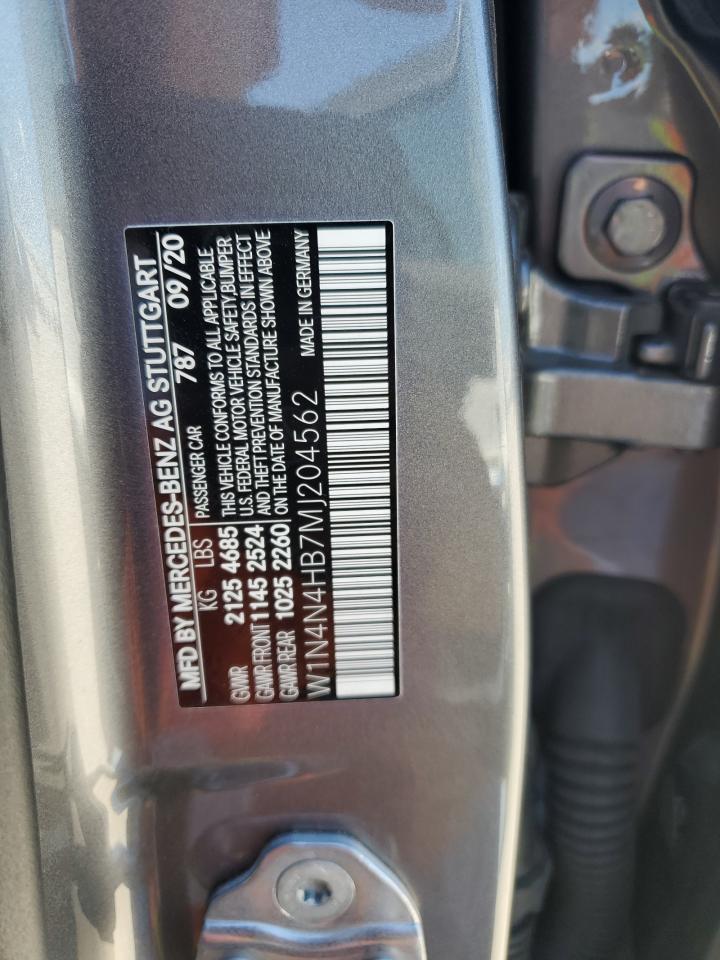 MFD BY MERCEDES-BENZ AG STUTTGART
KG LBS PASSENGER CAR 787 09/20
GVWR 2125 4685 THIS VEHICLE CONFORMS TO ALL APPLICABLE
U.S. FEDERAL MOTOR VEHICLE SAFETY, BUMPER
GAWR FRONT 1145 2524 AND THEFT PREVENTION STANDARDS IN EFFECT
GAWR REAR 1025 2260 ON THE DATE OF MANUFACTURE SHOWN ABOVE
W1N4N4HB7MJ204562 MADE IN GERMANY